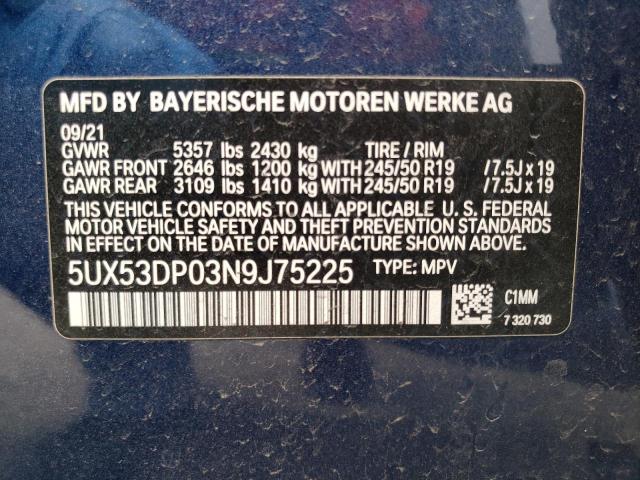 MFD BY BAYERISCHE MOTOREN WERKE AG
09/21
GVWR 5357 lbs 2430 kg TIRE / RIM
GAWR FRONT 2646 lbs 1200 kg WITH 245/50 R19 /7.5J x 19
GAWR REAR 3109 lbs 1410 kg WITH 245/50 R19 /7.5J x 19
THIS VEHICLE CONFORMS TO ALL APPLICABLE U. S. FEDERAL
MOTOR VEHICLE SAFETY AND THEFT PREVENTION STANDARDS
IN EFFECT ON THE DATE OF MANUFACTURE SHOWN ABOVE.
5UX53DP03N9J75225 TYPE: MPV
C1MM
7 320 730